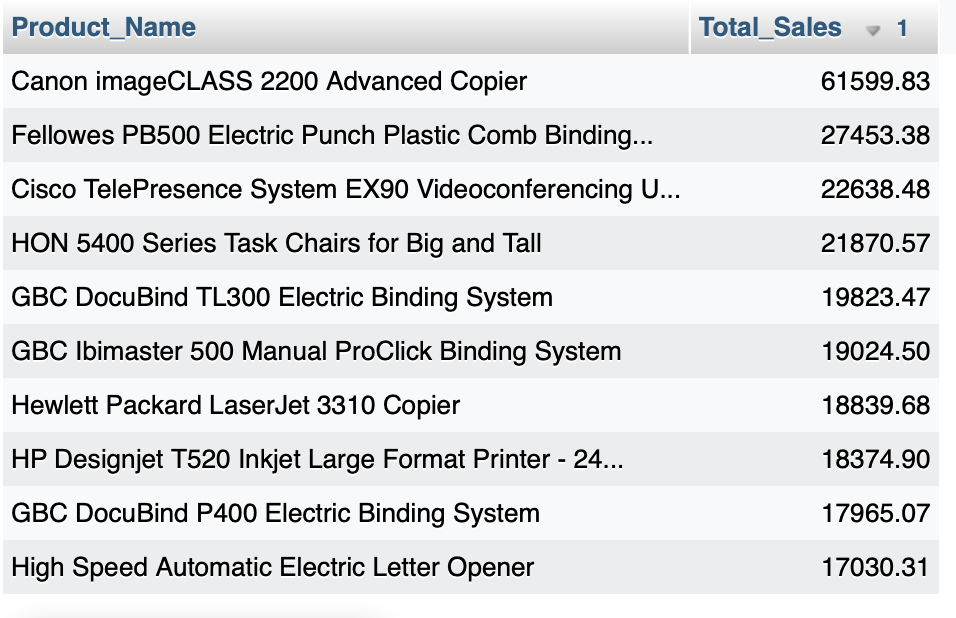 Product_Name Total_Sales 1
Canon imageCLASS 2200 Advanced Copier 61599.83
Fellowes PB500 Electric Punch Plastic Comb Binding... 27453.38
Cisco TelePresence System EX90 Videoconferencing U... 22638.48
HON 5400 Series Task Chairs for Big and Tall 21870.57
GBC DocuBind TL300 Electric Binding System 19823.47
GBC Ibimaster 500 Manual ProClick Binding System 19024.50
Hewlett Packard LaserJet 3310 Copier 18839.68
HP Designjet T520 Inkjet Large Format Printer - 24... 18374.90
GBC DocuBind P400 Electric Binding System 17965.07
High Speed Automatic Electric Letter Opener 17030.31